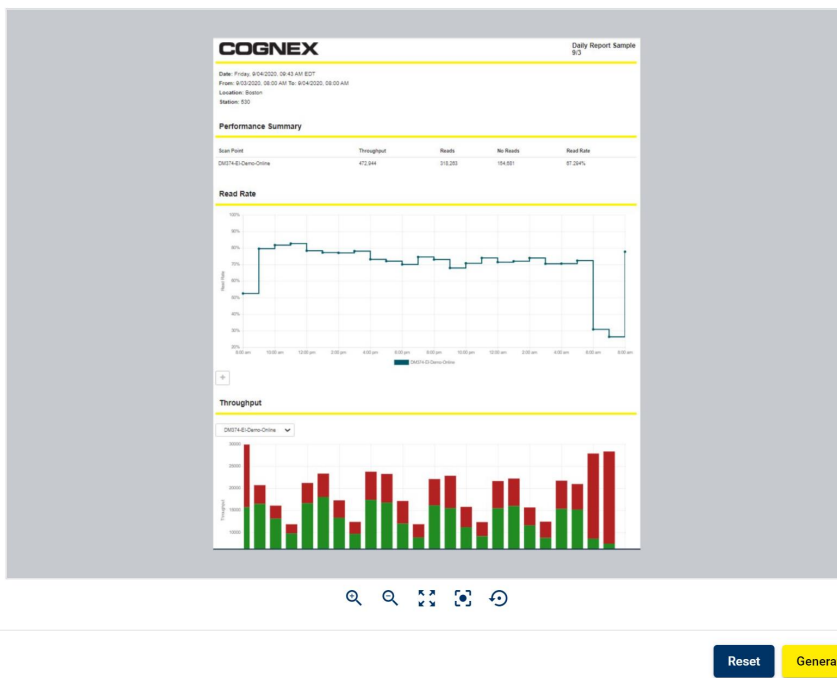 COGNEX
Daily Report Sample
9/3
Date: Friday, 9/04/2020, 09:43 AM EDT
From: 9/03/2020, 08:00 AM To: 9/04/2020, 08:00 AM
Location: Boston
Station: 530
Performance Summary
Scan Point Throughput Reads No Reads Read Rate
DM374-EI-Demo-Online 472,944 318,263 154,681 67.294%
Read Rate
100%
90%
80%
70%
60%
50%
40%
30%
20%
Read Rate
8:00 am 10:00 am 12:00 pm 2:00 pm 4:00 pm 6:00 pm 8:00 pm 10:00 pm 12:00 am 2:00 am 4:00 am 6:00 am 8:00 am
DM374-EI-Demo-Online
+
Throughput
DM374-EI-Demo-Online
30000
25000
20000
15000
10000
Throughput
Reset
Genera